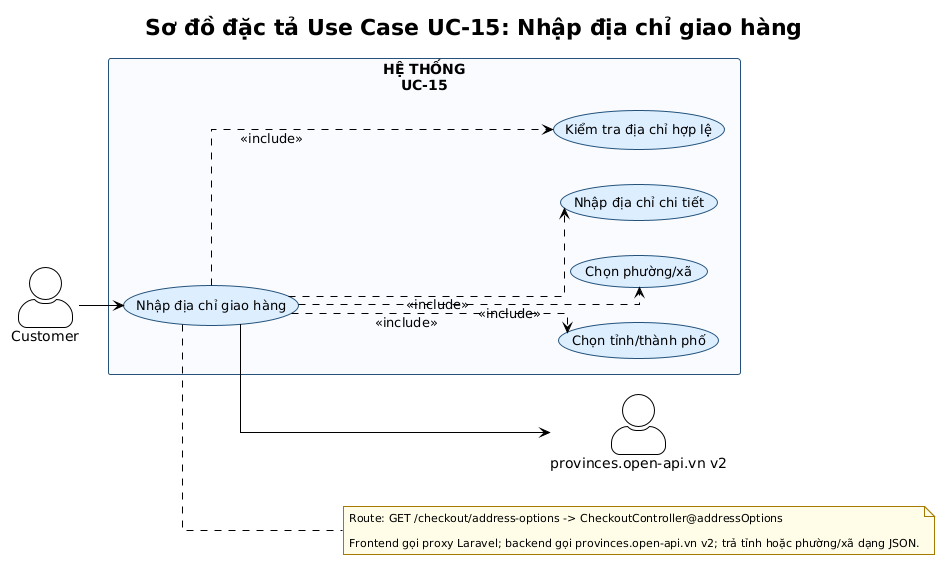 Sơ đồ đặc tả Use Case UC-15: Nhập địa chỉ giao hàng
HỆ THỐNG
UC-15
Kiểm tra địa chỉ hợp lệ
«include»
Nhập địa chỉ chi tiết
Chọn phường/xã
Nhập địa chỉ giao hàng
«include»
«include»
«include»
Chọn tỉnh/thành phố
Customer
provinces.open-api.vn v2
Route: GET /checkout/address-options -> CheckoutController@addressOptions
Frontend gọi proxy Laravel; backend gọi provinces.open-api.vn v2; trả tỉnh hoặc phường/xã dạng JSON.